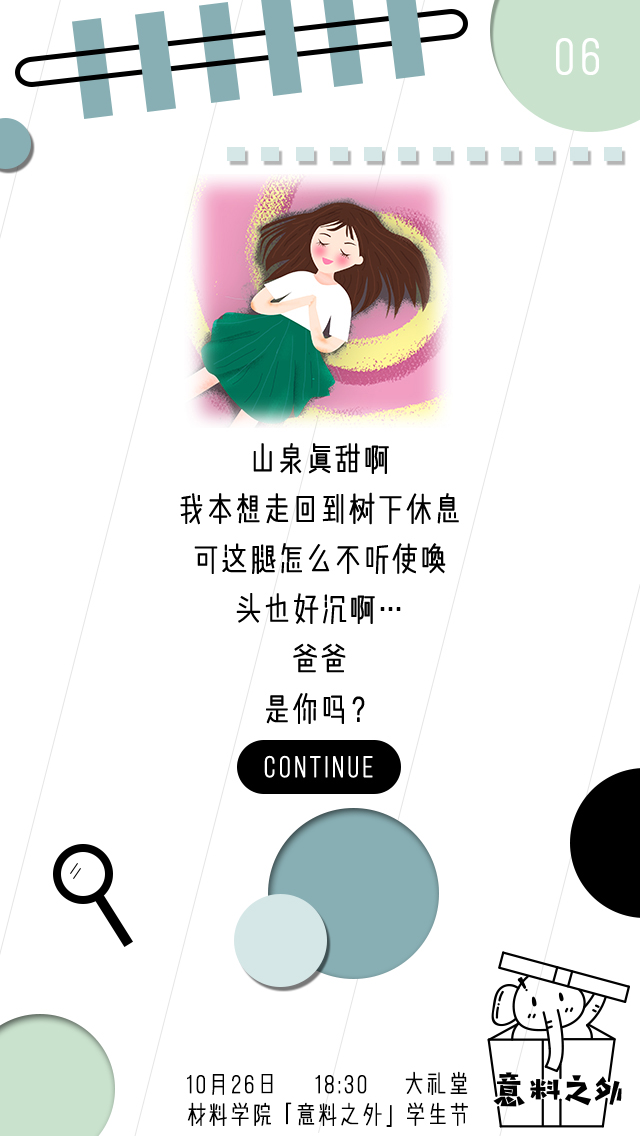 06
山泉真甜啊
我本想走回到树下休息
可这腿怎么不听使唤
头也好沉啊…
爸爸
是你吗？
CONTINUE
10月26日 18:30 大礼堂
材料学院「意料之外」学生节
意料之外